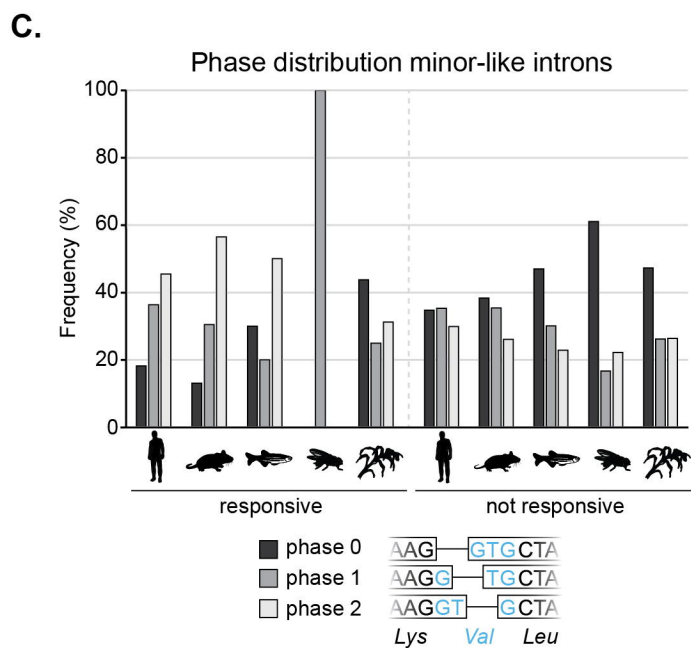 C.
Phase distribution minor-like introns
Frequency (%)
100
80
60
40
20
0
responsive
not responsive
phase 0
AAG GTGCTA
phase 1
AAGG TGCTA
phase 2
AAGGT GCTA
Lys Val Leu